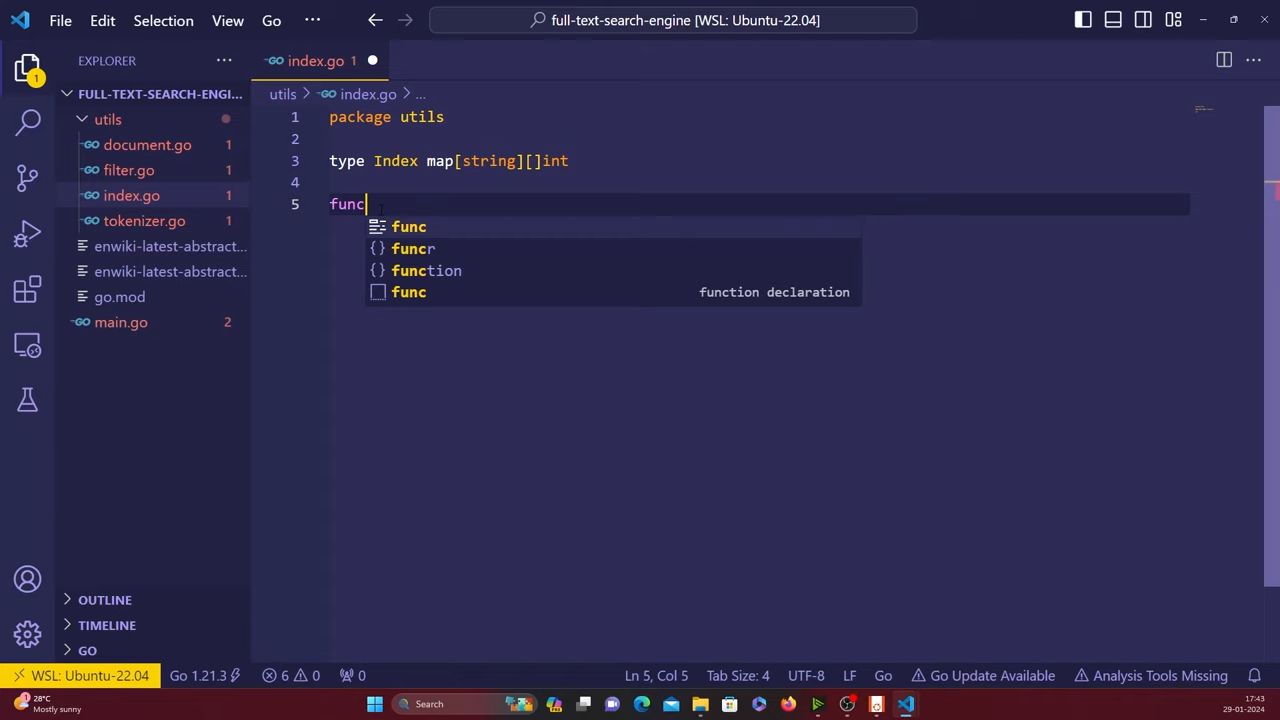 File Edit Selection View Go ··· full-text-search-engine [WSL: Ubuntu-22.04]
EXPLORER ···
index.go 1
FULL-TEXT-SEARCH-ENGI...
utils > index.go > ...
utils
document.go 1
filter.go 1
index.go 1
tokenizer.go 1
enwiki-latest-abstract...
enwiki-latest-abstract...
go.mod
main.go 2
1 package utils
2
3 type Index map[string][]int
4
5 func
func
funcr
function
func function declaration
OUTLINE
TIMELINE
GO
1
WSL: Ubuntu-22.04 Go 1.21.3 6 0 0 Ln 5, Col 5 Tab Size: 4 UTF-8 LF Go Go Update Available Analysis Tools Missing
1
28°C
Mostly sunny
Search
17:43
29-01-2024